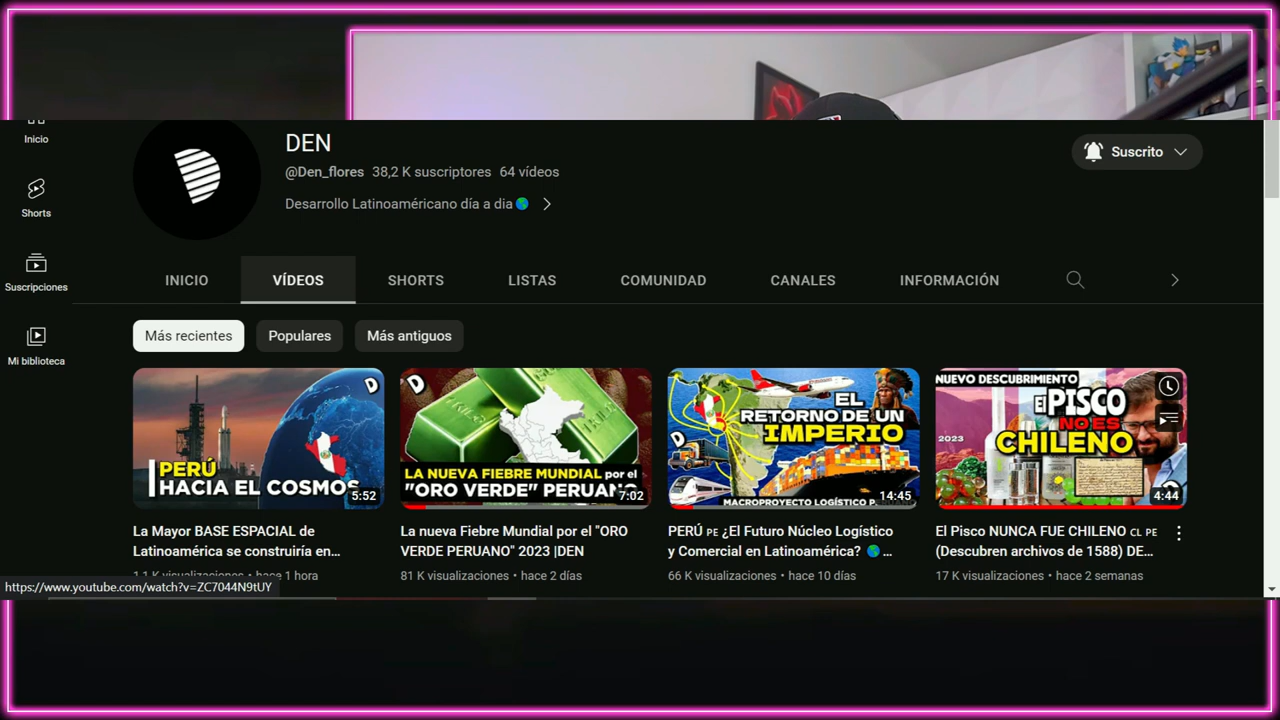 Inicio
Shorts
Suscripciones
Mi biblioteca
DEN
@Den_flores 38,2 K suscriptores 64 vídeos
Desarrollo Latinoaméricano día a dia
Suscrito
INICIO VÍDEOS SHORTS LISTAS COMUNIDAD CANALES INFORMACIÓN
Más recientes Populares Más antiguos
D
PERÚ
HACIA EL COSMOS
5:52
La Mayor BASE ESPACIAL de
Latinoamérica se construiría en...
1,1 K visualizaciones • hace 1 hora
D
LA NUEVA FIEBRE MUNDIAL por el
"ORO VERDE" PERUANO"
7:02
La nueva Fiebre Mundial por el "ORO
VERDE PERUANO" 2023 |DEN
81 K visualizaciones • hace 2 días
EL
RETORNO DE UN
IMPERIO
D
MACROPROYECTO LOGÍSTICO P
14:45
PERÚ PE ¿El Futuro Núcleo Logístico
y Comercial en Latinoamérica? 🌎 ...
66 K visualizaciones • hace 10 días
NUEVO DESCUBRIMIENTO
El PISCO
NO ES
CHILENO
2023
4:44
El Pisco NUNCA FUE CHILENO CL PE
(Descubren archivos de 1588) DE...
17 K visualizaciones • hace 2 semanas
https://www.youtube.com/watch?v=ZC7044N9tUY